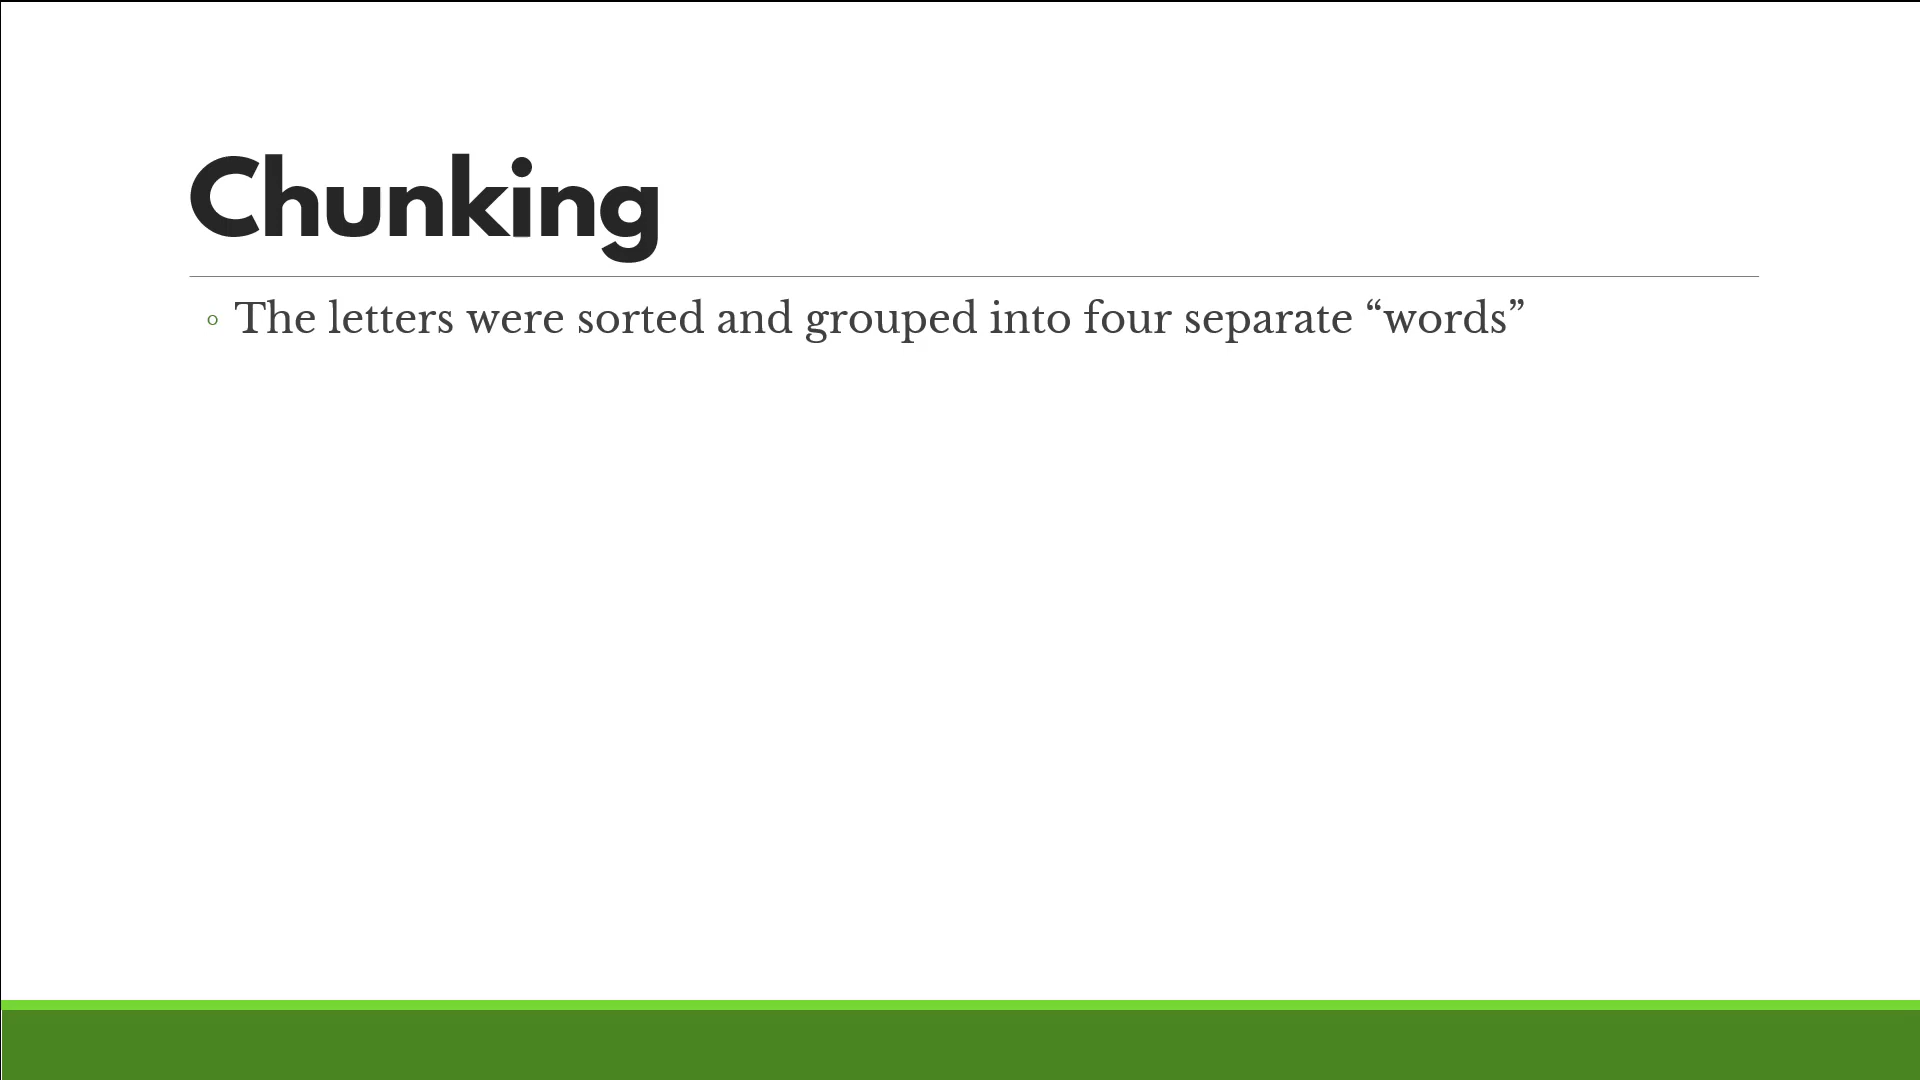 Chunking
◦ The letters were sorted and grouped into four separate “words”